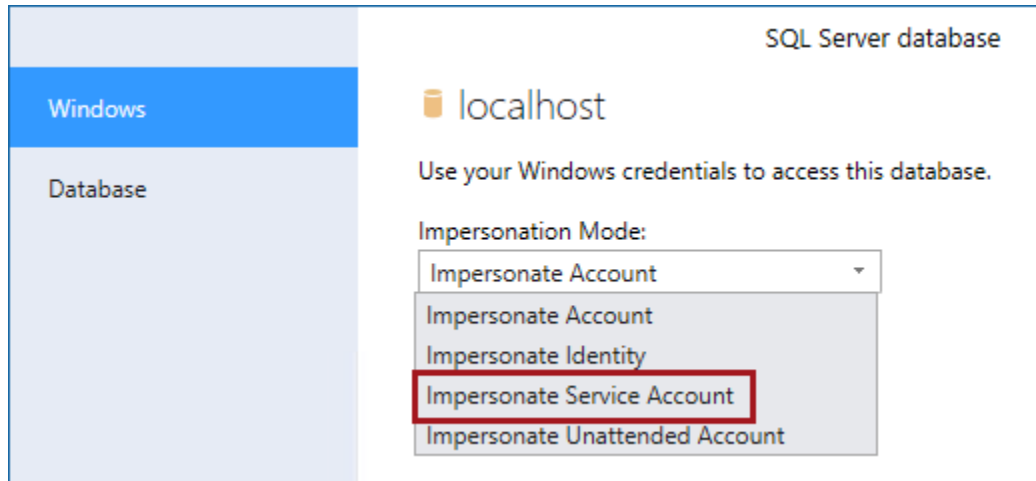 SQL Server database
Windows
Database
localhost
Use your Windows credentials to access this database.
Impersonation Mode:
Impersonate Account
Impersonate Account
Impersonate Identity
Impersonate Service Account
Impersonate Unattended Account